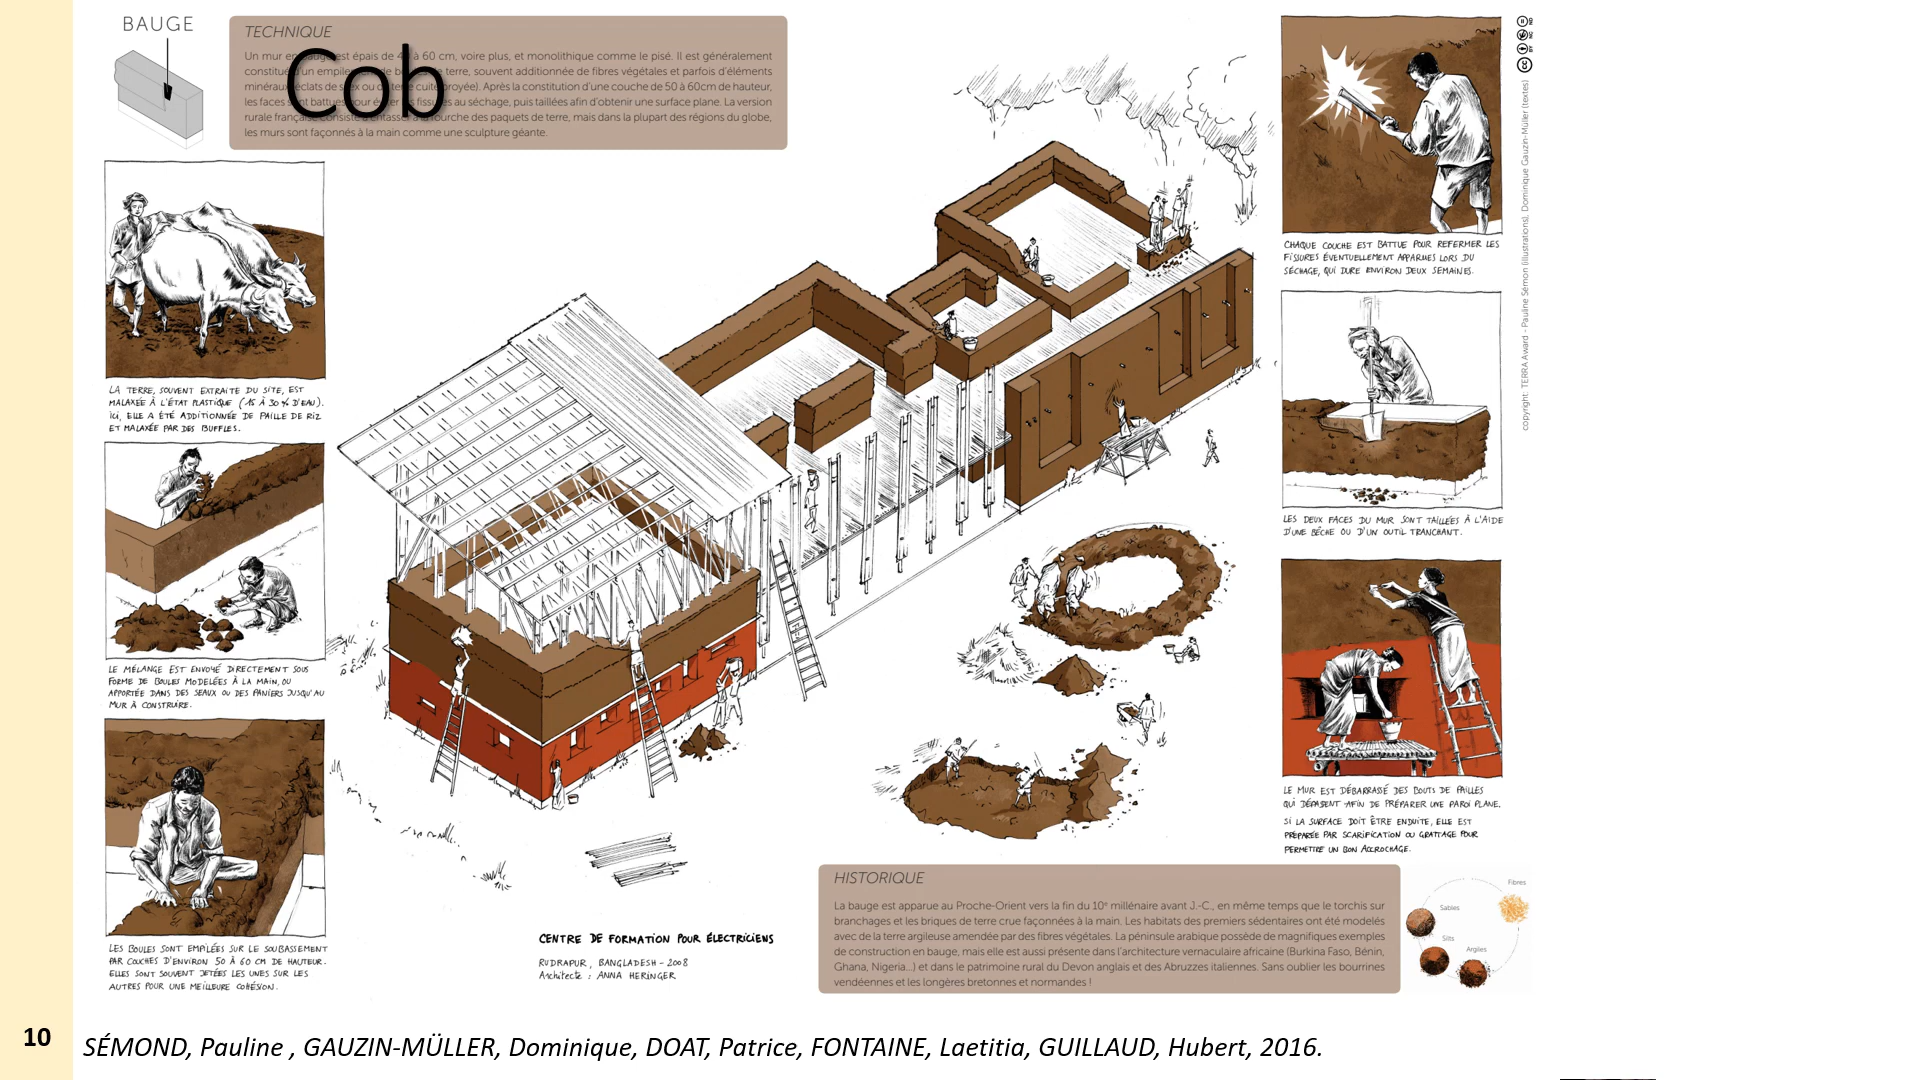 BAUGE
Cob
TECHNIQUE
Un mur en bauge est épais de 4 à 60 cm, voire plus, et monolithique comme le pisé. Il est généralement
constitué d'un empile de b terre, souvent additionnée de fibres végétales et parfois d'éléments
minéraux éclats de s ex ou d te cuite royée). Après la constitution d'une couche de 50 à 60cm de hauteur,
les faces sont battues pour év er s fissures au séchage, puis taillées afin d'obtenir une surface plane. La version
rurale française consiste à entasser à la fourche des paquets de terre, mais dans la plupart des régions du globe,
les murs sont façonnés à la main comme une sculpture géante.
LA TERRE, SOUVENT EXTRAITE DU SITE, EST
MALAXÉE À L'ÉTAT PLASTIQUE (15 À 30 % D'EAU).
ICI, ELLE A ÉTÉ ADDITIONNÉE DE PAILLE DE RIZ
ET MALAXÉE PAR DES BUFFLES.
LE MÉLANGE EST ENVOYÉ DIRECTEMENT SOUS
FORME DE BOULES MODELÉES À LA MAIN, OU
APPORTÉE DANS DES SEAUX OU DES PANIERS JUSQU'AU
MUR À CONSTRUIRE.
LES BOULES SONT EMPILÉES SUR LE SOUBASSEMENT
PAR COUCHES D'ENVIRON 50 À 60 CM DE HAUTEUR.
ELLES SONT SOUVENT JETÉES LES UNES SUR LES
AUTRES POUR UNE MEILLEURE COHÉSION.
CENTRE DE FORMATION POUR ÉLECTRICIENS
RUDRAPUR, BANGLADESH - 2008
Architecte : ANNA HERINGER
CHAQUE COUCHE EST BATTUE POUR REFERMER LES
FISSURES ÉVENTUELLEMENT APPARUES LORS DU
SÉCHAGE, QUI DURE ENVIRON DEUX SEMAINES.
LES DEUX FACES DU MUR SONT TAILLÉES À L'AIDE
D'UNE BÊCHE OU D'UN OUTIL TRANCHANT.
LE MUR EST DÉBARRASSÉ DES BOUTS DE PAILLES
QUI DÉPASSENT AFIN DE PRÉPARER UNE PAROI PLANE.
SI LA SURFACE DOIT ÊTRE ENDUITE, ELLE EST
PRÉPARÉE PAR SCARIFICATION OU GRATTAGE POUR
PERMETTRE UN BON ACCROCHAGE.
copyright: TERRA Award - Pauline Sémon (illustrations), Dominique Gauzin-Müller (textes)
HISTORIQUE
La bauge est apparue au Proche-Orient vers la fin du 10e millénaire avant J.-C., en même temps que le torchis sur
branchages et les briques de terre crue façonnées à la main. Les habitats des premiers sédentaires ont été modelés
avec de la terre argileuse amendée par des fibres végétales. La péninsule arabique possède de magnifiques exemples
de construction en bauge, mais elle est aussi présente dans l'architecture vernaculaire africaine (Burkina Faso, Bénin,
Ghana, Nigeria...) et dans le patrimoine rural du Devon anglais et des Abruzzes italiennes. Sans oublier les bourrines
vendéennes et les longères bretonnes et normandes !
Fibres
Sables
Silts
Argiles
10
SÉMOND, Pauline , GAUZIN-MÜLLER, Dominique, DOAT, Patrice, FONTAINE, Laetitia, GUILLAUD, Hubert, 2016.